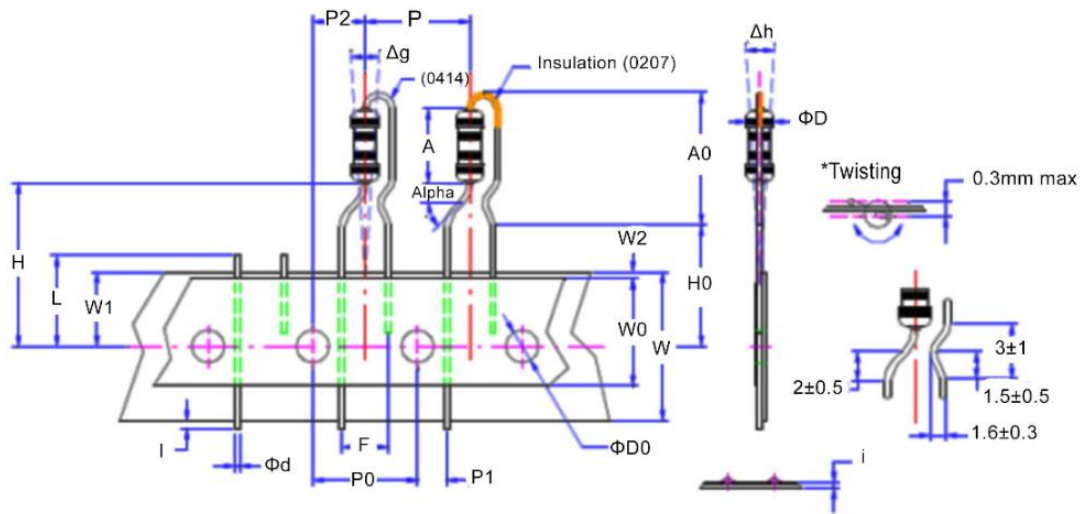 P2
P
Δg
Δh
(0414)
Insulation (0207)
A
A0
ΦD
*Twisting
0.3mm max
Alpha
H
L
W1
W2
H0
W0
W
3±1
2±0.5
1.5±0.5
1.6±0.3
I
F
ΦD0
Φd
P0
P1
i